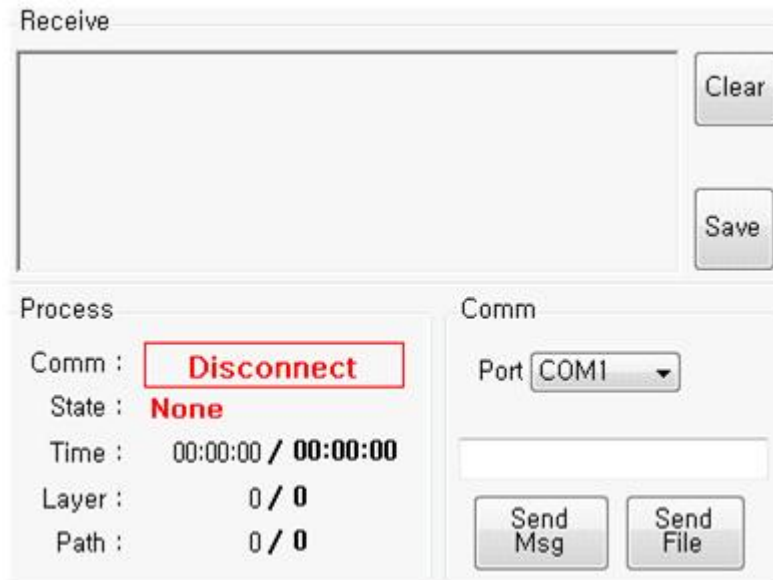 Receive
Clear
Save
Process
Comm : Disconnect
State : None
Time : 00:00:00 / 00:00:00
Layer : 0 / 0
Path : 0 / 0
Comm
Port COM1
Send
Msg
Send
File